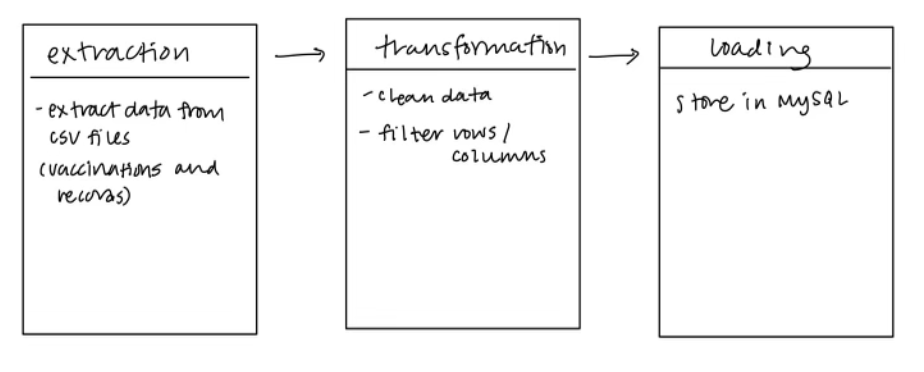 extraction
- extract data from
csv files
(vaccinations and
records)
transformation
- clean data
- filter rows /
columns
loading
store in MySQL